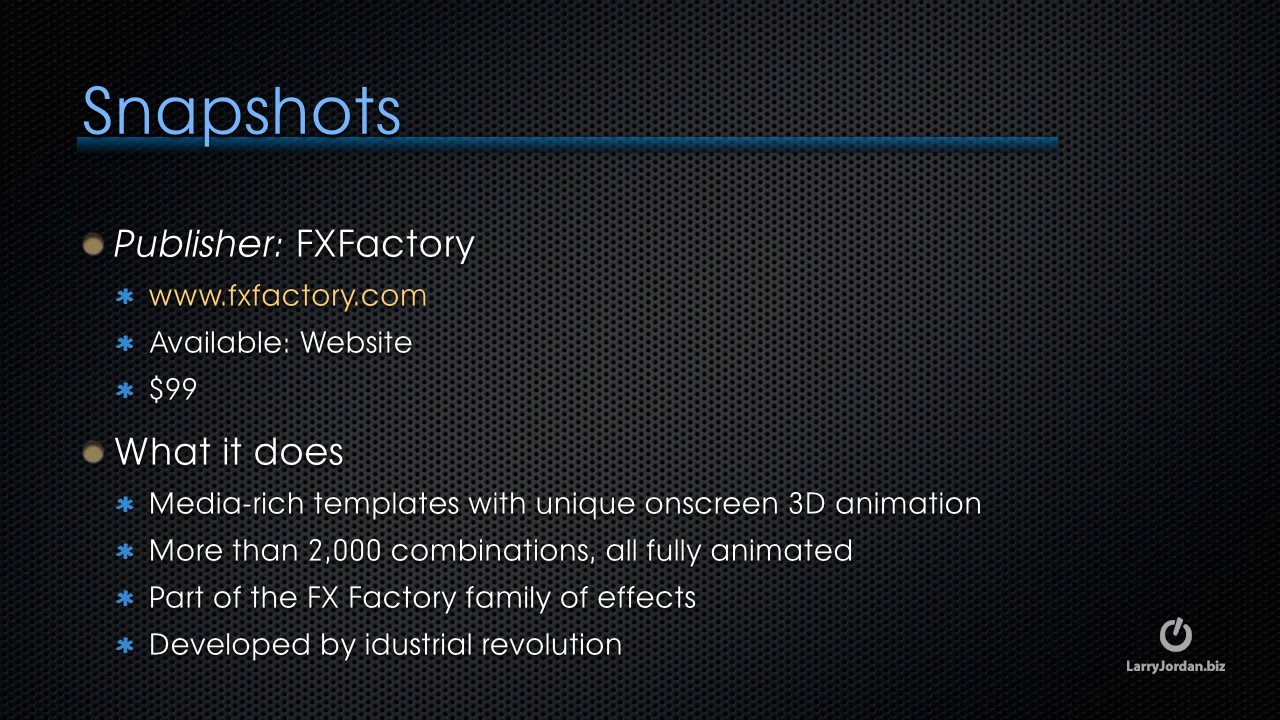 Snapshots
Publisher: FXFactory
www.fxfactory.com
Available: Website
$99
What it does
Media-rich templates with unique onscreen 3D animation
More than 2,000 combinations, all fully animated
Part of the FX Factory family of effects
Developed by idustrial revolution
LarryJordan.biz